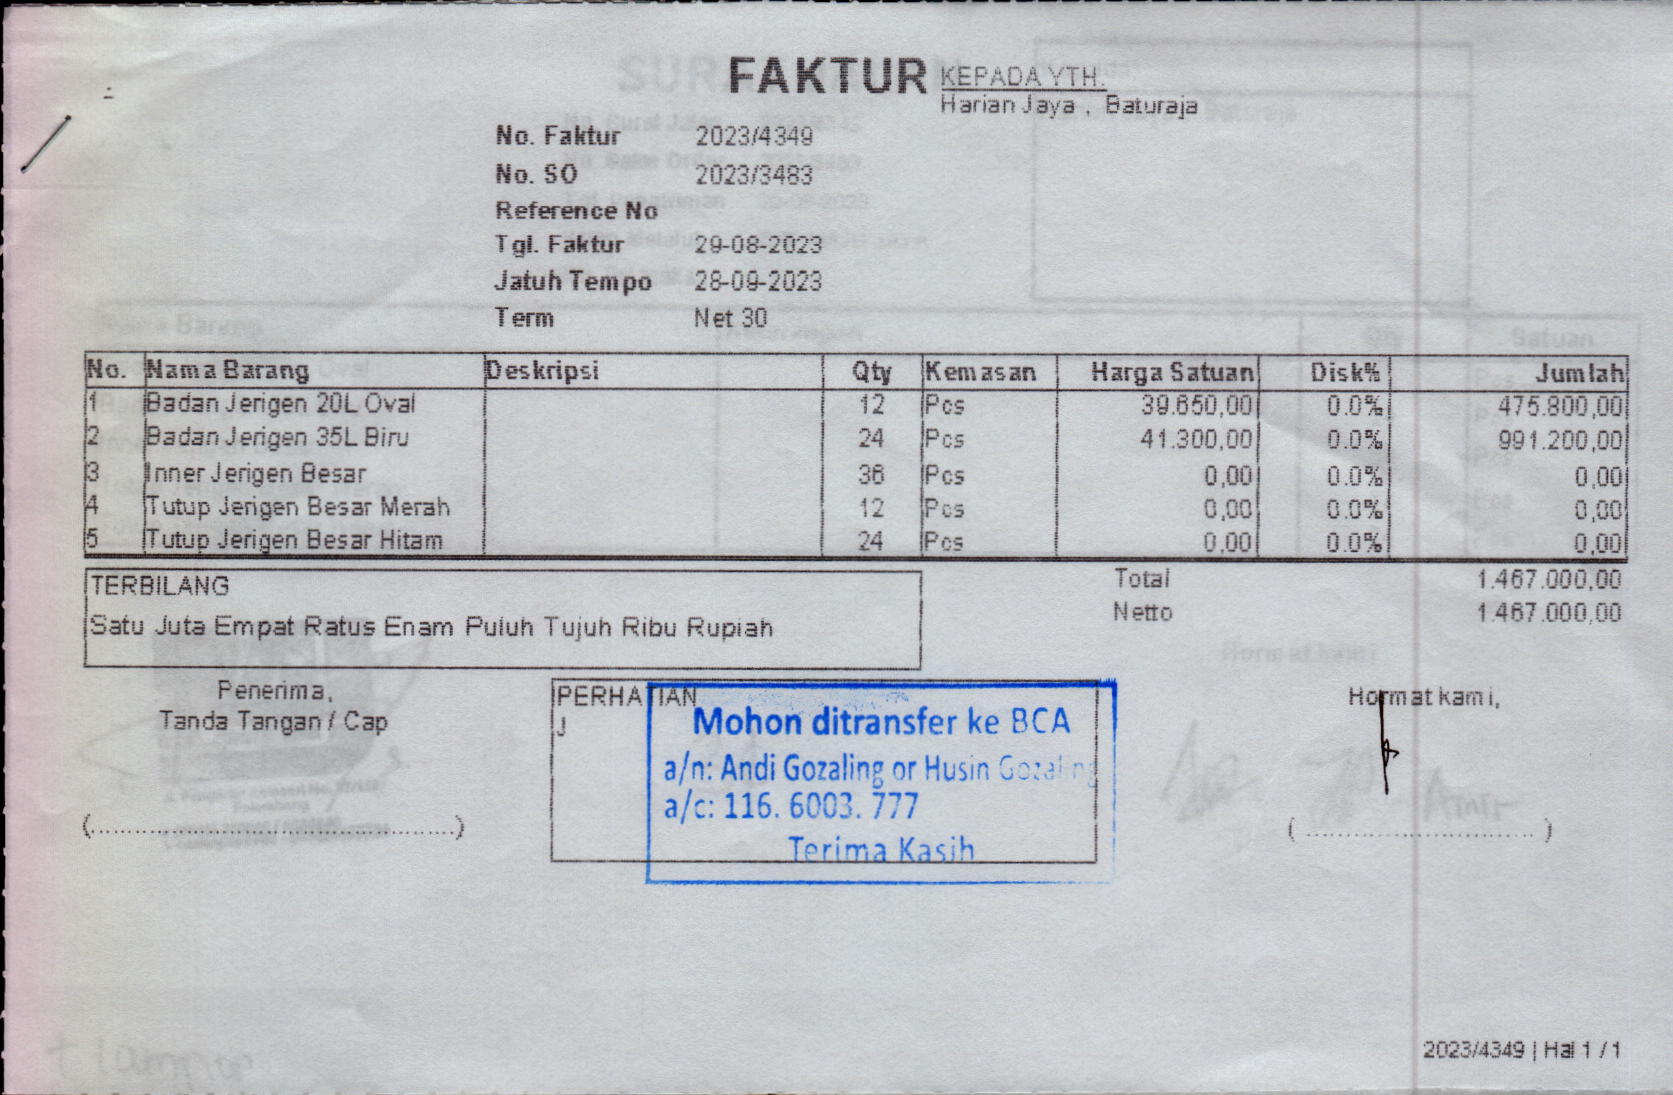 FAKTUR
KEPADA YTH.
Harian Jaya , Baturaja
No. Faktur 2023/4349
No. SO 2023/3483
Reference No
Tgl. Faktur 29-08-2023
Jatuh Tempo 28-09-2023
Term Net 30
No. Nama Barang Deskripsi Qty Kemasan Harga Satuan Disk% Jumlah
1 Badan Jerigen 20L Oval 12 Pcs 39.650,00 0.0% 475.800,00
2 Badan Jerigen 35L Biru 24 Pcs 41.300,00 0.0% 991.200,00
3 Inner Jerigen Besar 36 Pcs 0,00 0.0% 0,00
4 Tutup Jerigen Besar Merah 12 Pcs 0,00 0.0% 0,00
5 Tutup Jerigen Besar Hitam 24 Pcs 0,00 0.0% 0,00
TERBILANG
Satu Juta Empat Ratus Enam Puluh Tujuh Ribu Rupiah
Total 1.467.000,00
Netto 1.467.000,00
Penerima,
Tanda Tangan / Cap
(..........................................................)
PERHATIAN
J
Mohon ditransfer ke BCA
a/n: Andi Gozaling or Husin Gozaling
a/c: 116. 6003. 777
Terima Kasih
Hormat kami,
( .................................... )
2023/4349 | Hal 1 / 1